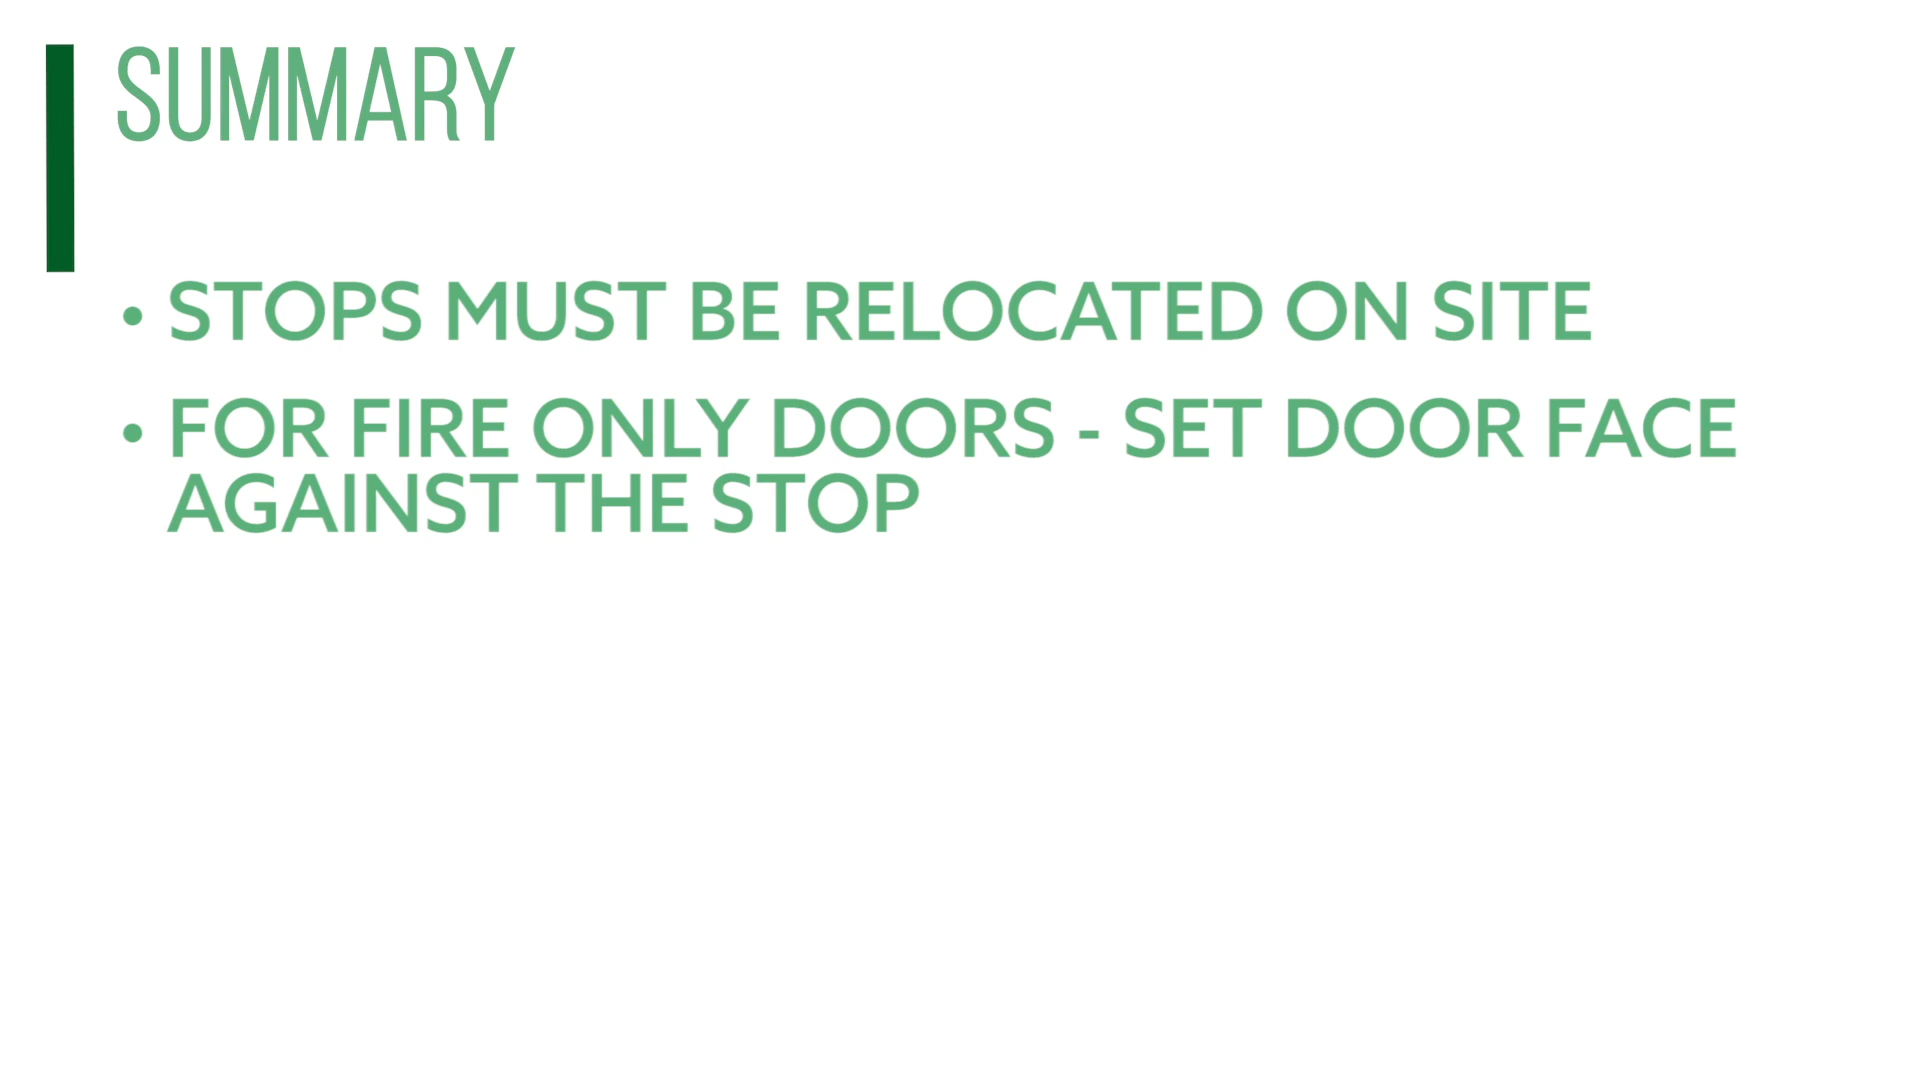 SUMMARY
• STOPS MUST BE RELOCATED ON SITE
• FOR FIRE ONLY DOORS - SET DOOR FACE
AGAINST THE STOP